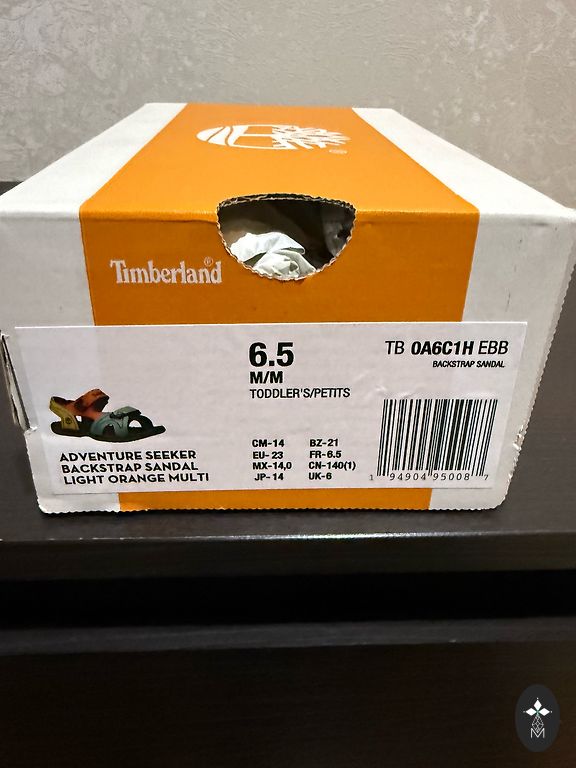 ®
Timberland®
6.5
M/M
TODDLER'S/PETITS
TB 0A6C1H EBB
BACKSTRAP SANDAL
ADVENTURE SEEKER
BACKSTRAP SANDAL
LIGHT ORANGE MULTI
CM-14 BZ-21
EU- 23 FR-6.5
MX-14,0 CN-140(1)
JP-14 UK-6
1 94904 95008 7
M